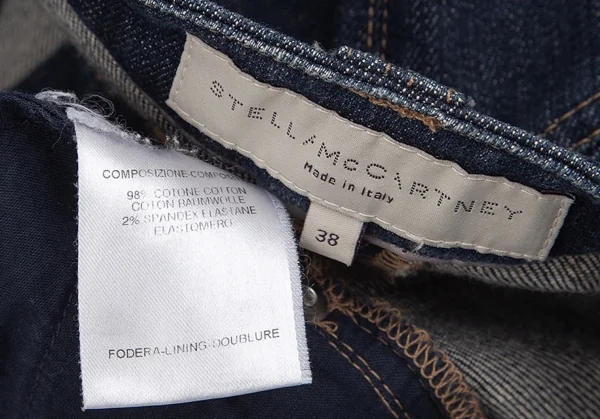 STELLA McCARTNEY
Made in Italy
38
COMPOSIZIONE-COMPOS
98% COTONE COTTON
COTON BAUMWOLLE
2% SPANDEX ELASTANE
ELASTOMERO
FODERA-LINING-DOUBLURE